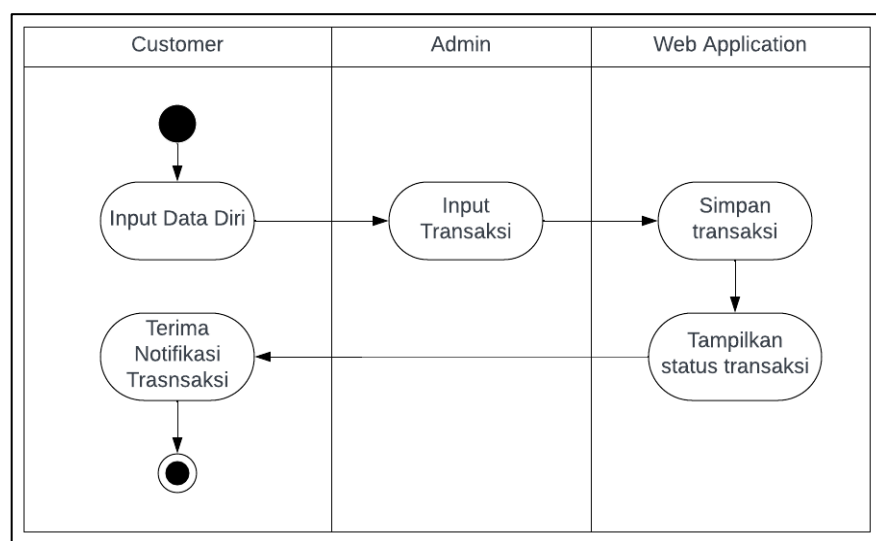 Customer
Admin
Web Application
Input Data Diri
Input
Transaksi
Simpan
transaksi
Terima
Notifikasi
Trasnsaksi
Tampilkan
status transaksi